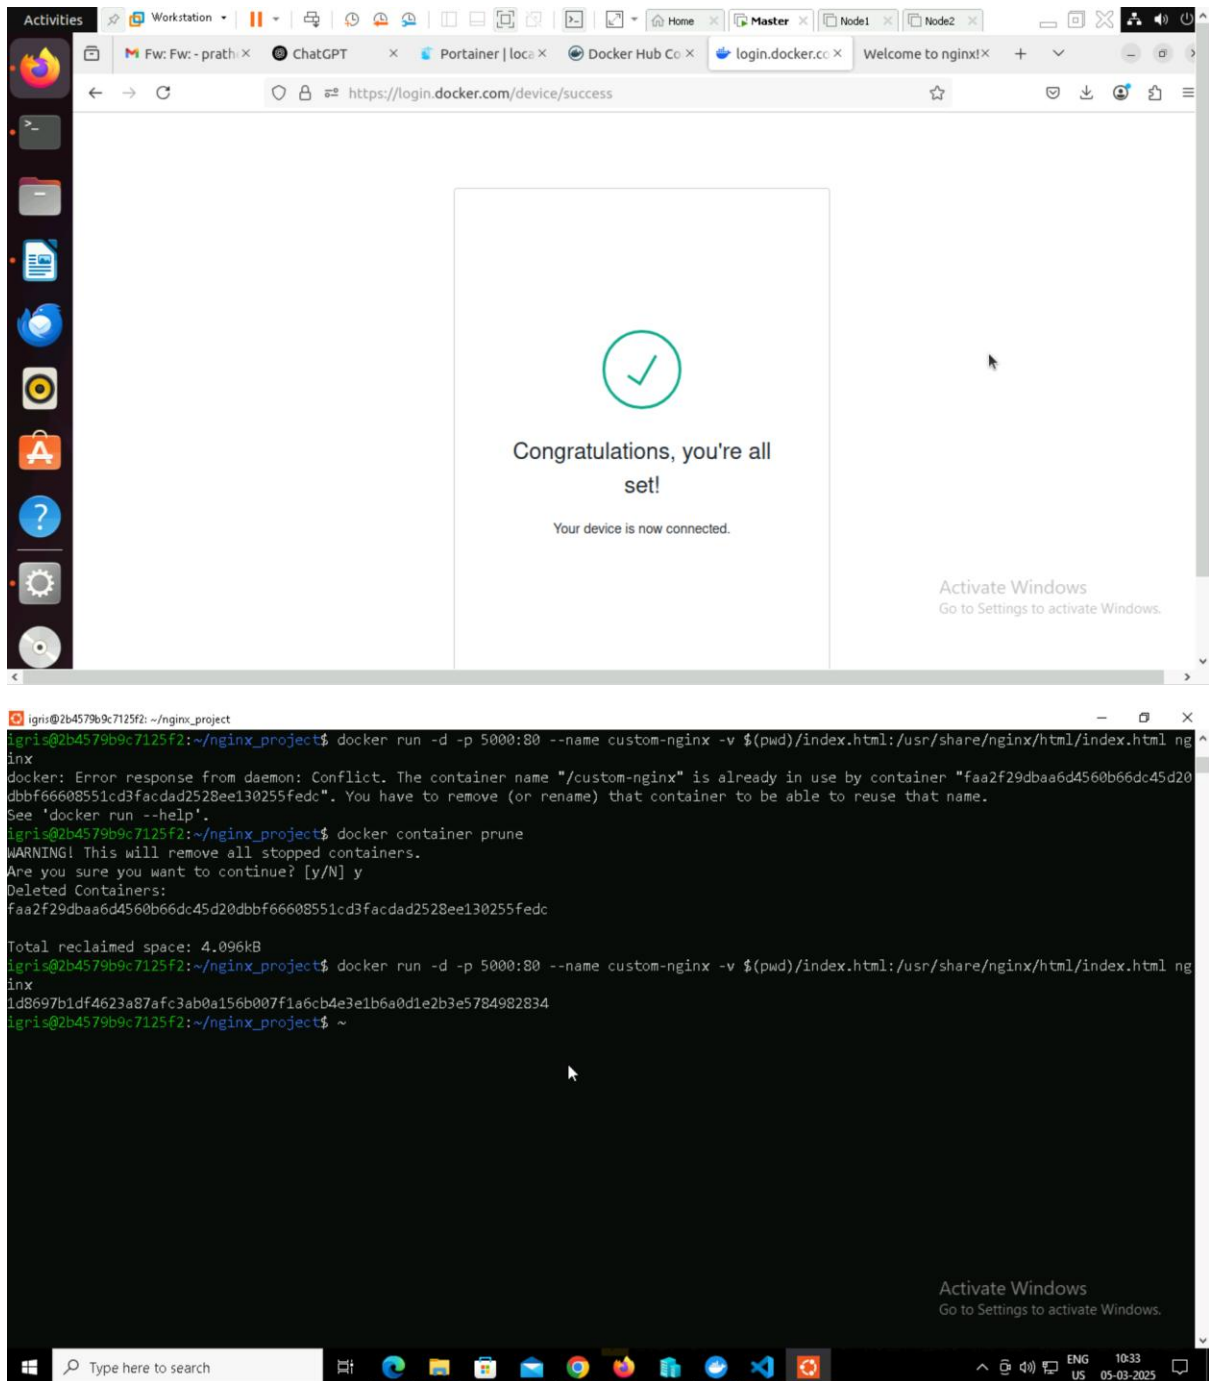 Activities
Workstation
Home
Master
Node1
Node2
Fw: Fw: - prath
ChatGPT
Portainer | loca
Docker Hub Co
login.docker.co
Welcome to nginx!
https://login.docker.com/device/success
Congratulations, you're all
set!
Your device is now connected.
Activate Windows
Go to Settings to activate Windows.
igris@2b4579b9c7125f2: ~/nginx_project
igris@2b4579b9c7125f2:~/nginx_project$ docker run -d -p 5000:80 --name custom-nginx -v $(pwd)/index.html:/usr/share/nginx/html/index.html ng
inx
docker: Error response from daemon: Conflict. The container name "/custom-nginx" is already in use by container "faa2f29dbaa6d4560b66dc45d20
dbbf66608551cd3facdad2528ee130255fedc". You have to remove (or rename) that container to be able to reuse that name.
See 'docker run --help'.
igris@2b4579b9c7125f2:~/nginx_project$ docker container prune
WARNING! This will remove all stopped containers.
Are you sure you want to continue? [y/N] y
Deleted Containers:
faa2f29dbaa6d4560b66dc45d20dbbf66608551cd3facdad2528ee130255fedc
Total reclaimed space: 4.096kB
igris@2b4579b9c7125f2:~/nginx_project$ docker run -d -p 5000:80 --name custom-nginx -v $(pwd)/index.html:/usr/share/nginx/html/index.html ng
inx
1d8697b1df4623a87afc3ab0a156b007f1a6cb4e3e1b6a0d1e2b3e5784982834
igris@2b4579b9c7125f2:~/nginx_project$ ~
Activate Windows
Go to Settings to activate Windows.
Type here to search
ENG
US
10:33
05-03-2025